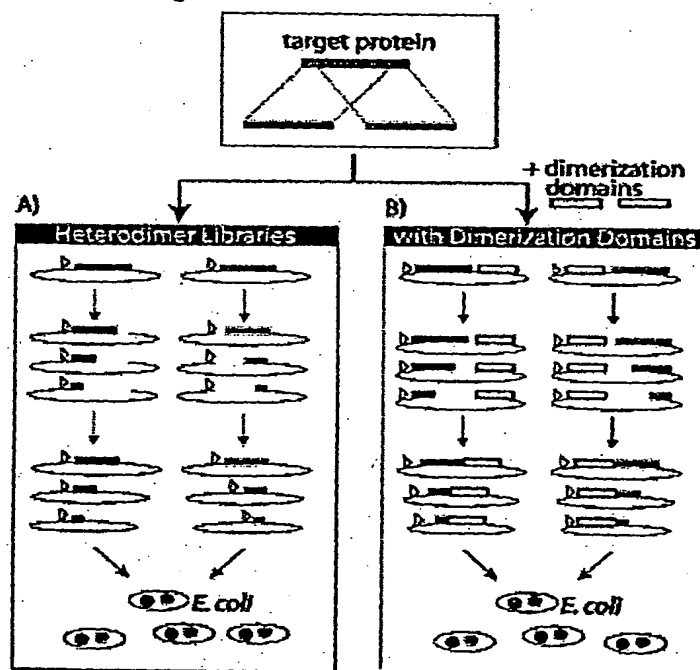 target protein
+ dimerization
domains
A)
B)
Heterodimer Libraries
with Dimerization Domains
E. coli
E. coli